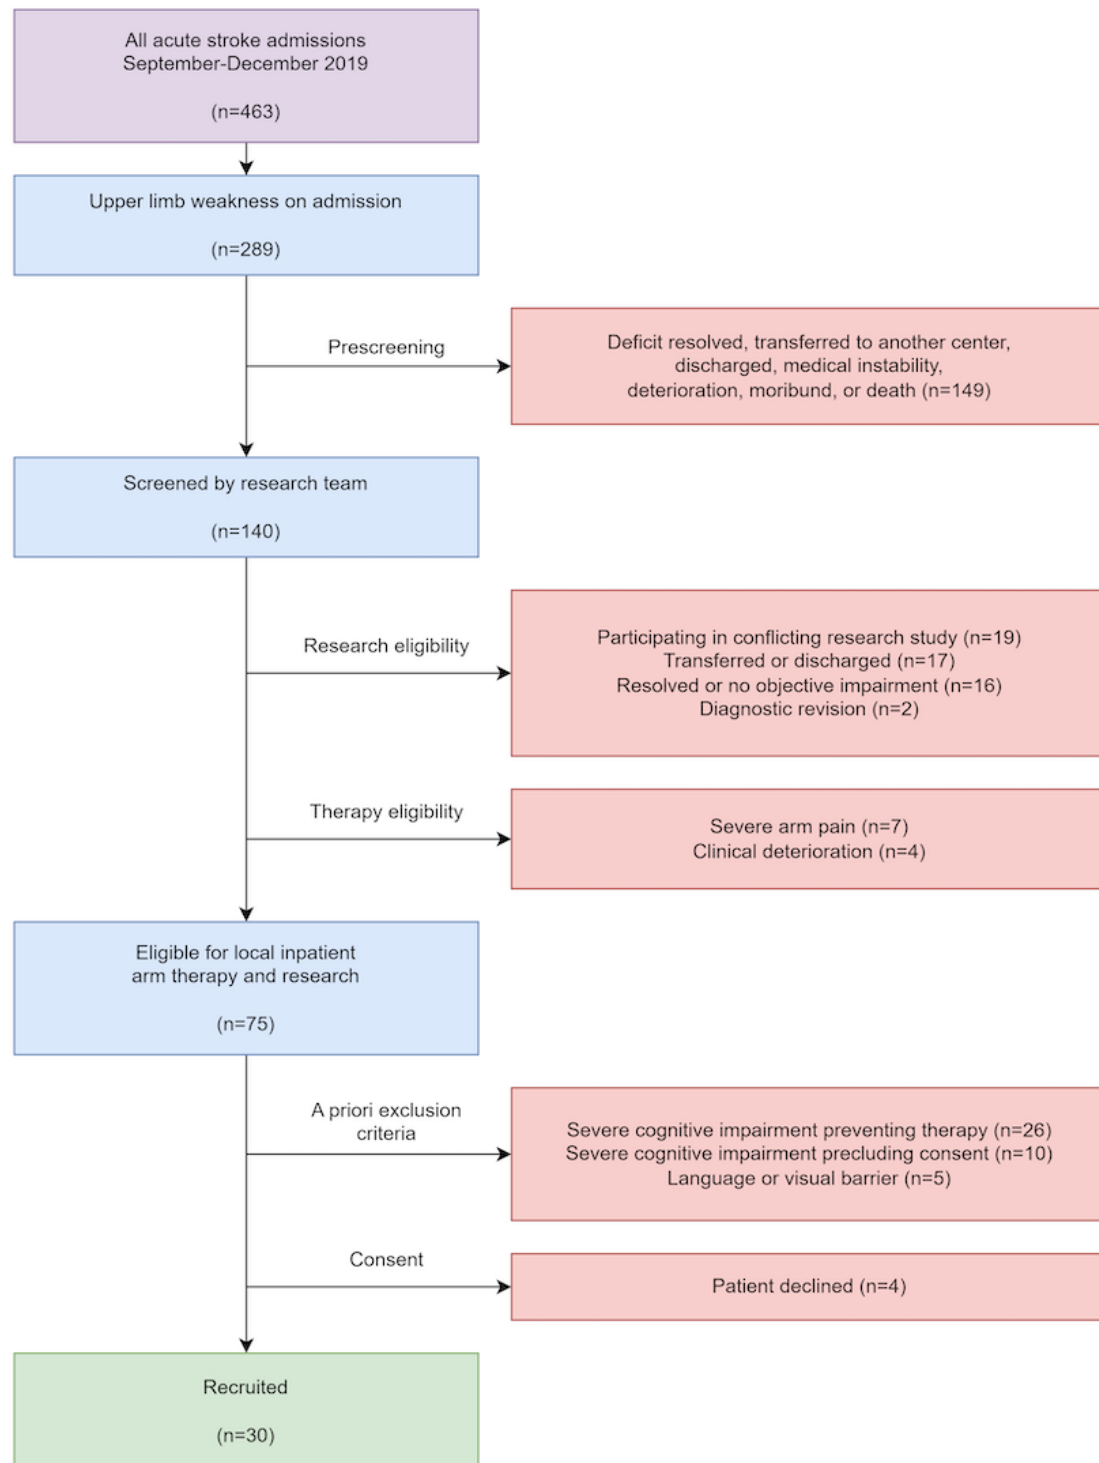 All acute stroke admissions
September-December 2019
(n=463)
Upper limb weakness on admission
(n=289)
Prescreening
Deficit resolved, transferred to another center,
discharged, medical instability,
deterioration, moribund, or death (n=149)
Screened by research team
(n=140)
Research eligibility
Participating in conflicting research study (n=19)
Transferred or discharged (n=17)
Resolved or no objective impairment (n=16)
Diagnostic revision (n=2)
Therapy eligibility
Severe arm pain (n=7)
Clinical deterioration (n=4)
Eligible for local inpatient
arm therapy and research
(n=75)
A priori exclusion
criteria
Severe cognitive impairment preventing therapy (n=26)
Severe cognitive impairment precluding consent (n=10)
Language or visual barrier (n=5)
Consent
Patient declined (n=4)
Recruited
(n=30)